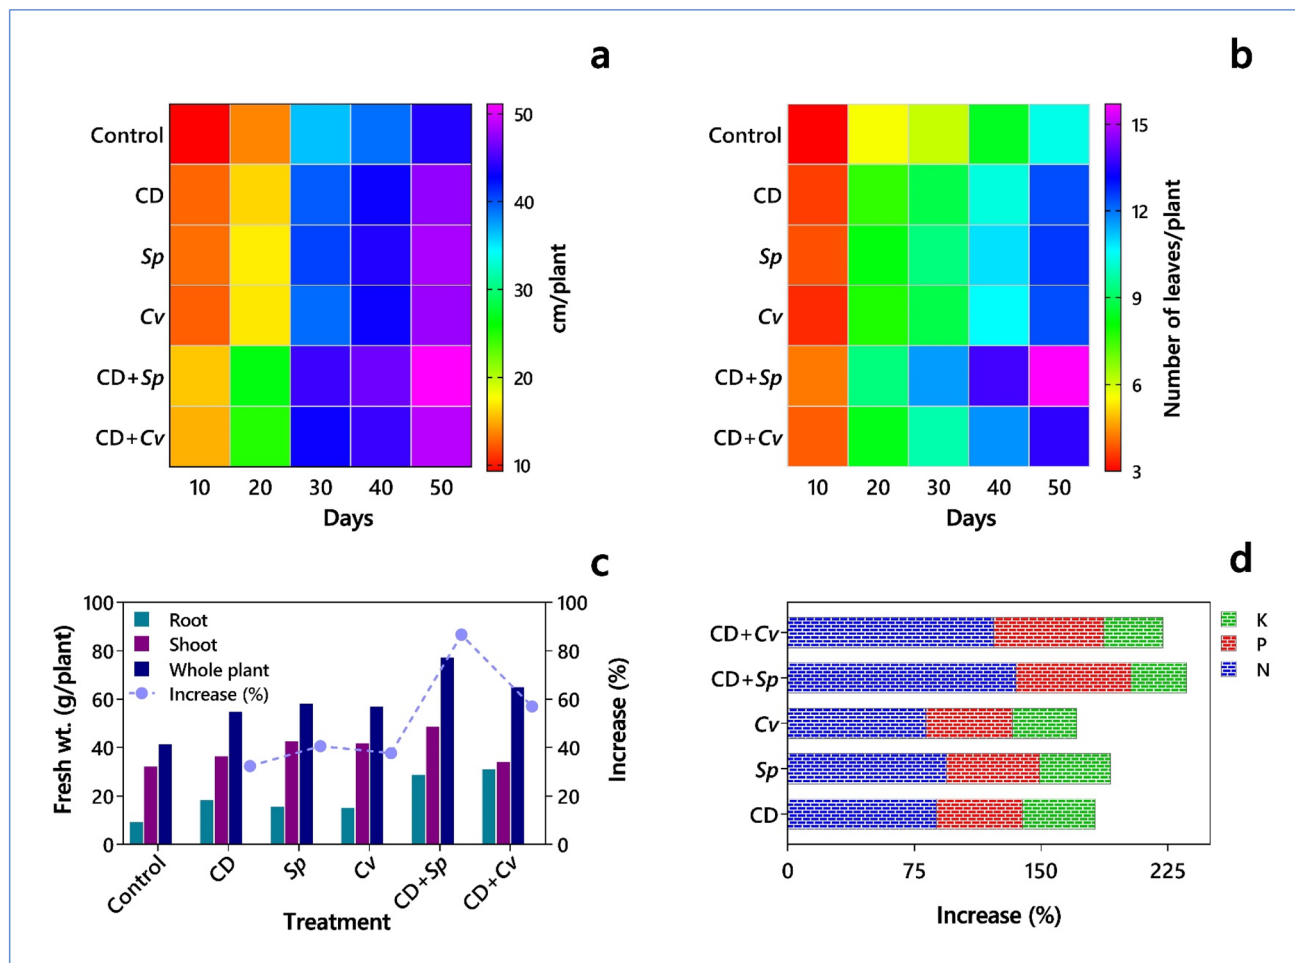 a
Control
CD
Sp
Cv
CD+Sp
CD+Cv
10 20 30 40 50
Days
50
40
30
20
10
cm/plant
b
Control
CD
Sp
Cv
CD+Sp
CD+Cv
10 20 30 40 50
Days
15
12
9
6
3
Number of leaves/plant
c
100
80
60
40
20
0
Fresh wt. (g/plant)
Root
Shoot
Whole plant
Increase (%)
100
80
60
40
20
0
Increase (%)
Control CD Sp Cv CD+Sp CD+Cv
Treatment
d
CD+Cv
CD+Sp
Cv
Sp
CD
0 75 150 225
Increase (%)
K
P
N